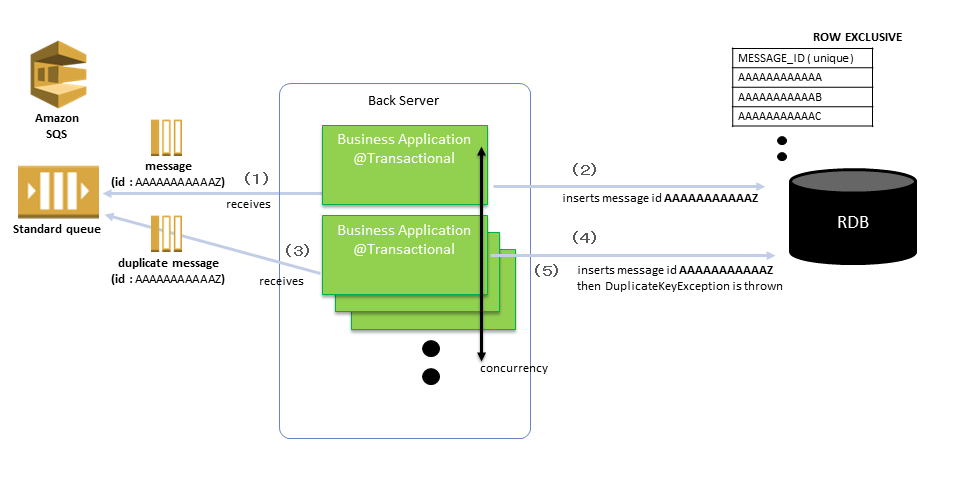 ROW EXCLUSIVE
MESSAGE_ID ( unique )
AAAAAAAAAAAA
AAAAAAAAAAAB
AAAAAAAAAAAC
Amazon
SQS
Back Server
Business Application
@Transactional
message
(id : AAAAAAAAAAAZ)
(1)
receives
(2)
inserts message id AAAAAAAAAAAZ
Standard queue
RDB
Business Application
@Transactional
duplicate message
(id : AAAAAAAAAAAZ)
(3)
receives
(4)
(5)
inserts message id AAAAAAAAAAAZ
then DuplicateKeyException is thrown
concurrency